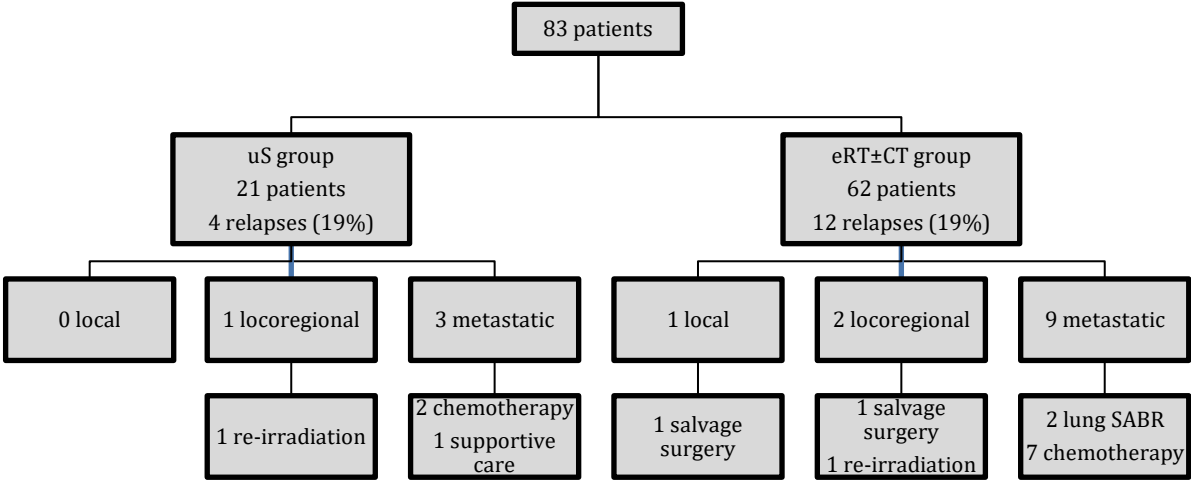 83 patients
uS group
21 patients
4 relapses (19%)
eRT±CT group
62 patients
12 relapses (19%)
0 local
1 locoregional
3 metastatic
1 local
2 locoregional
9 metastatic
1 re-irradiation
2 chemotherapy
1 supportive
care
1 salvage
surgery
1 salvage
surgery
1 re-irradiation
2 lung SABR
7 chemotherapy